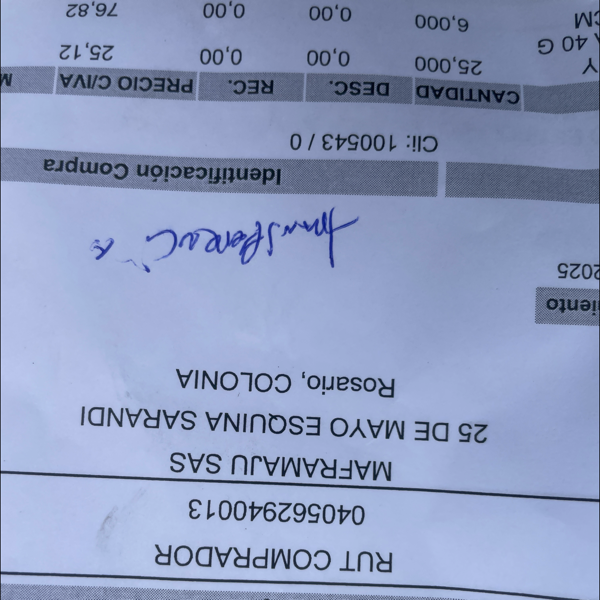 RUT COMPRADOR
040562940013
MAFRAMAJU SAS
25 DE MAYO ESQUINA SARANDI
Rosario, COLONIA
iento
2025
Identificación Compra
Cli: 100543 / 0
CANTIDAD DESC. REC. PRECIO C/IVA M
Y 25,000 0,00 0,00 25,12
A 40 G 6,000 0,00 0,00 76,82
CM